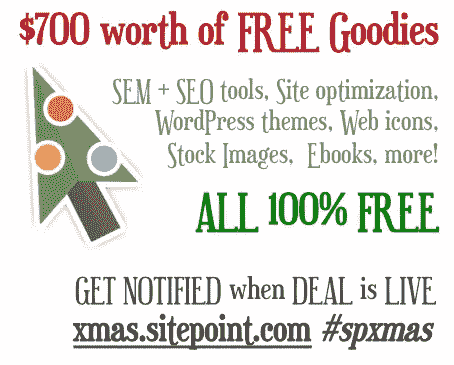 $700 worth of FREE Goodies
SEM + SEO tools, Site optimization,
WordPress themes, Web icons,
Stock Images, Ebooks, more!
ALL 100% FREE
GET NOTIFIED when DEAL is LIVE
xmas.sitepoint.com #spxmas